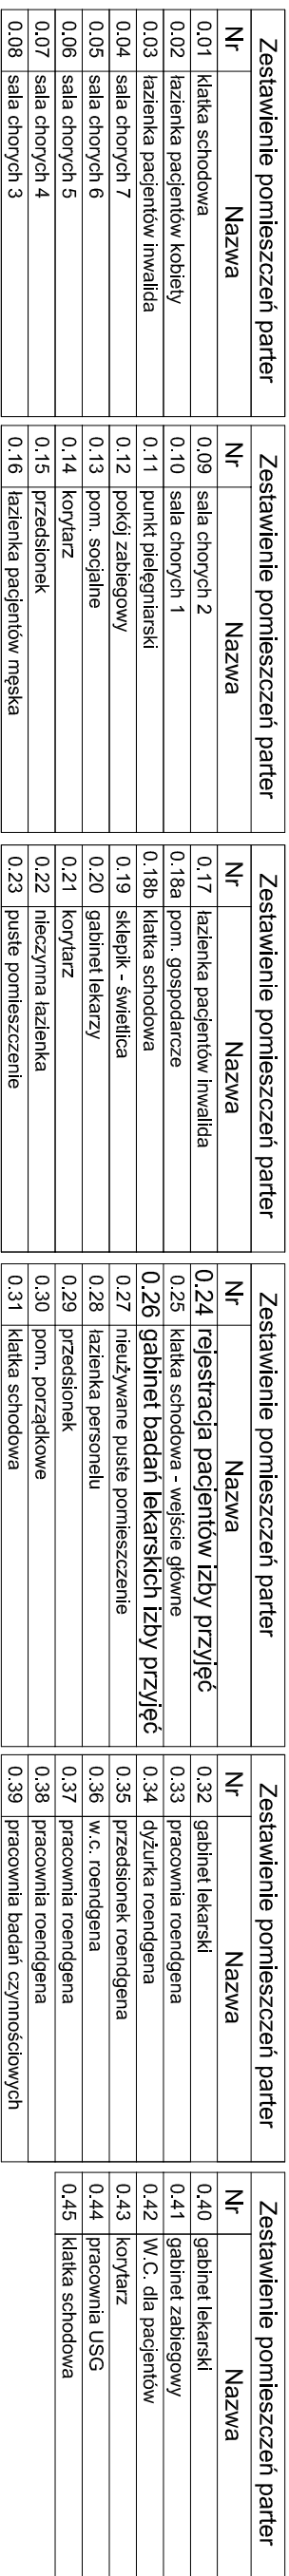 Zestawienie pomieszczeń parter
Nr Nazwa
0.01 klatka schodowa
0.02 łazienka pacjentów kobiety
0.03 łazienka pacjentów inwalida
0.04 sala chorych 7
0.05 sala chorych 6
0.06 sala chorych 5
0.07 sala chorych 4
0.08 sala chorych 3
Zestawienie pomieszczeń parter
Nr Nazwa
0.09 sala chorych 2
0.10 sala chorych 1
0.11 punkt pielęgniarski
0.12 pokój zabiegowy
0.13 pom. socjalne
0.14 korytarz
0.15 przedsionek
0.16 łazienka pacjentów męska
Zestawienie pomieszczeń parter
Nr Nazwa
0.17 łazienka pacjentów inwalida
0.18a pom. gospodarcze
0.18b klatka schodowa
0.19 sklepik - świetlica
0.20 gabinet lekarzy
0.21 korytarz
0.22 nieczynna łazienka
0.23 puste pomieszczenie
Zestawienie pomieszczeń parter
Nr Nazwa
0.24 rejestracja pacjentów izby przyjęć
0.25 klatka schodowa - wejście główne
0.26 gabinet badań lekarskich izby przyjęć
0.27 nieużywane puste pomieszczenie
0.28 łazienka personelu
0.29 przedsionek
0.30 pom. porządkowe
0.31 klatka schodowa
Zestawienie pomieszczeń parter
Nr Nazwa
0.32 gabinet lekarski
0.33 pracownia roendgena
0.34 dyżurka roendgena
0.35 przedsionek roendgena
0.36 w.c. roendgena
0.37 pracownia roendgena
0.38 pracownia roendgena
0.39 pracownia badań czynnościowych
Zestawienie pomieszczeń parter
Nr Nazwa
0.40 gabinet lekarski
0.41 gabinet zabiegowy
0.42 W.C. dla pacjentów
0.43 korytarz
0.44 pracownia USG
0.45 klatka schodowa